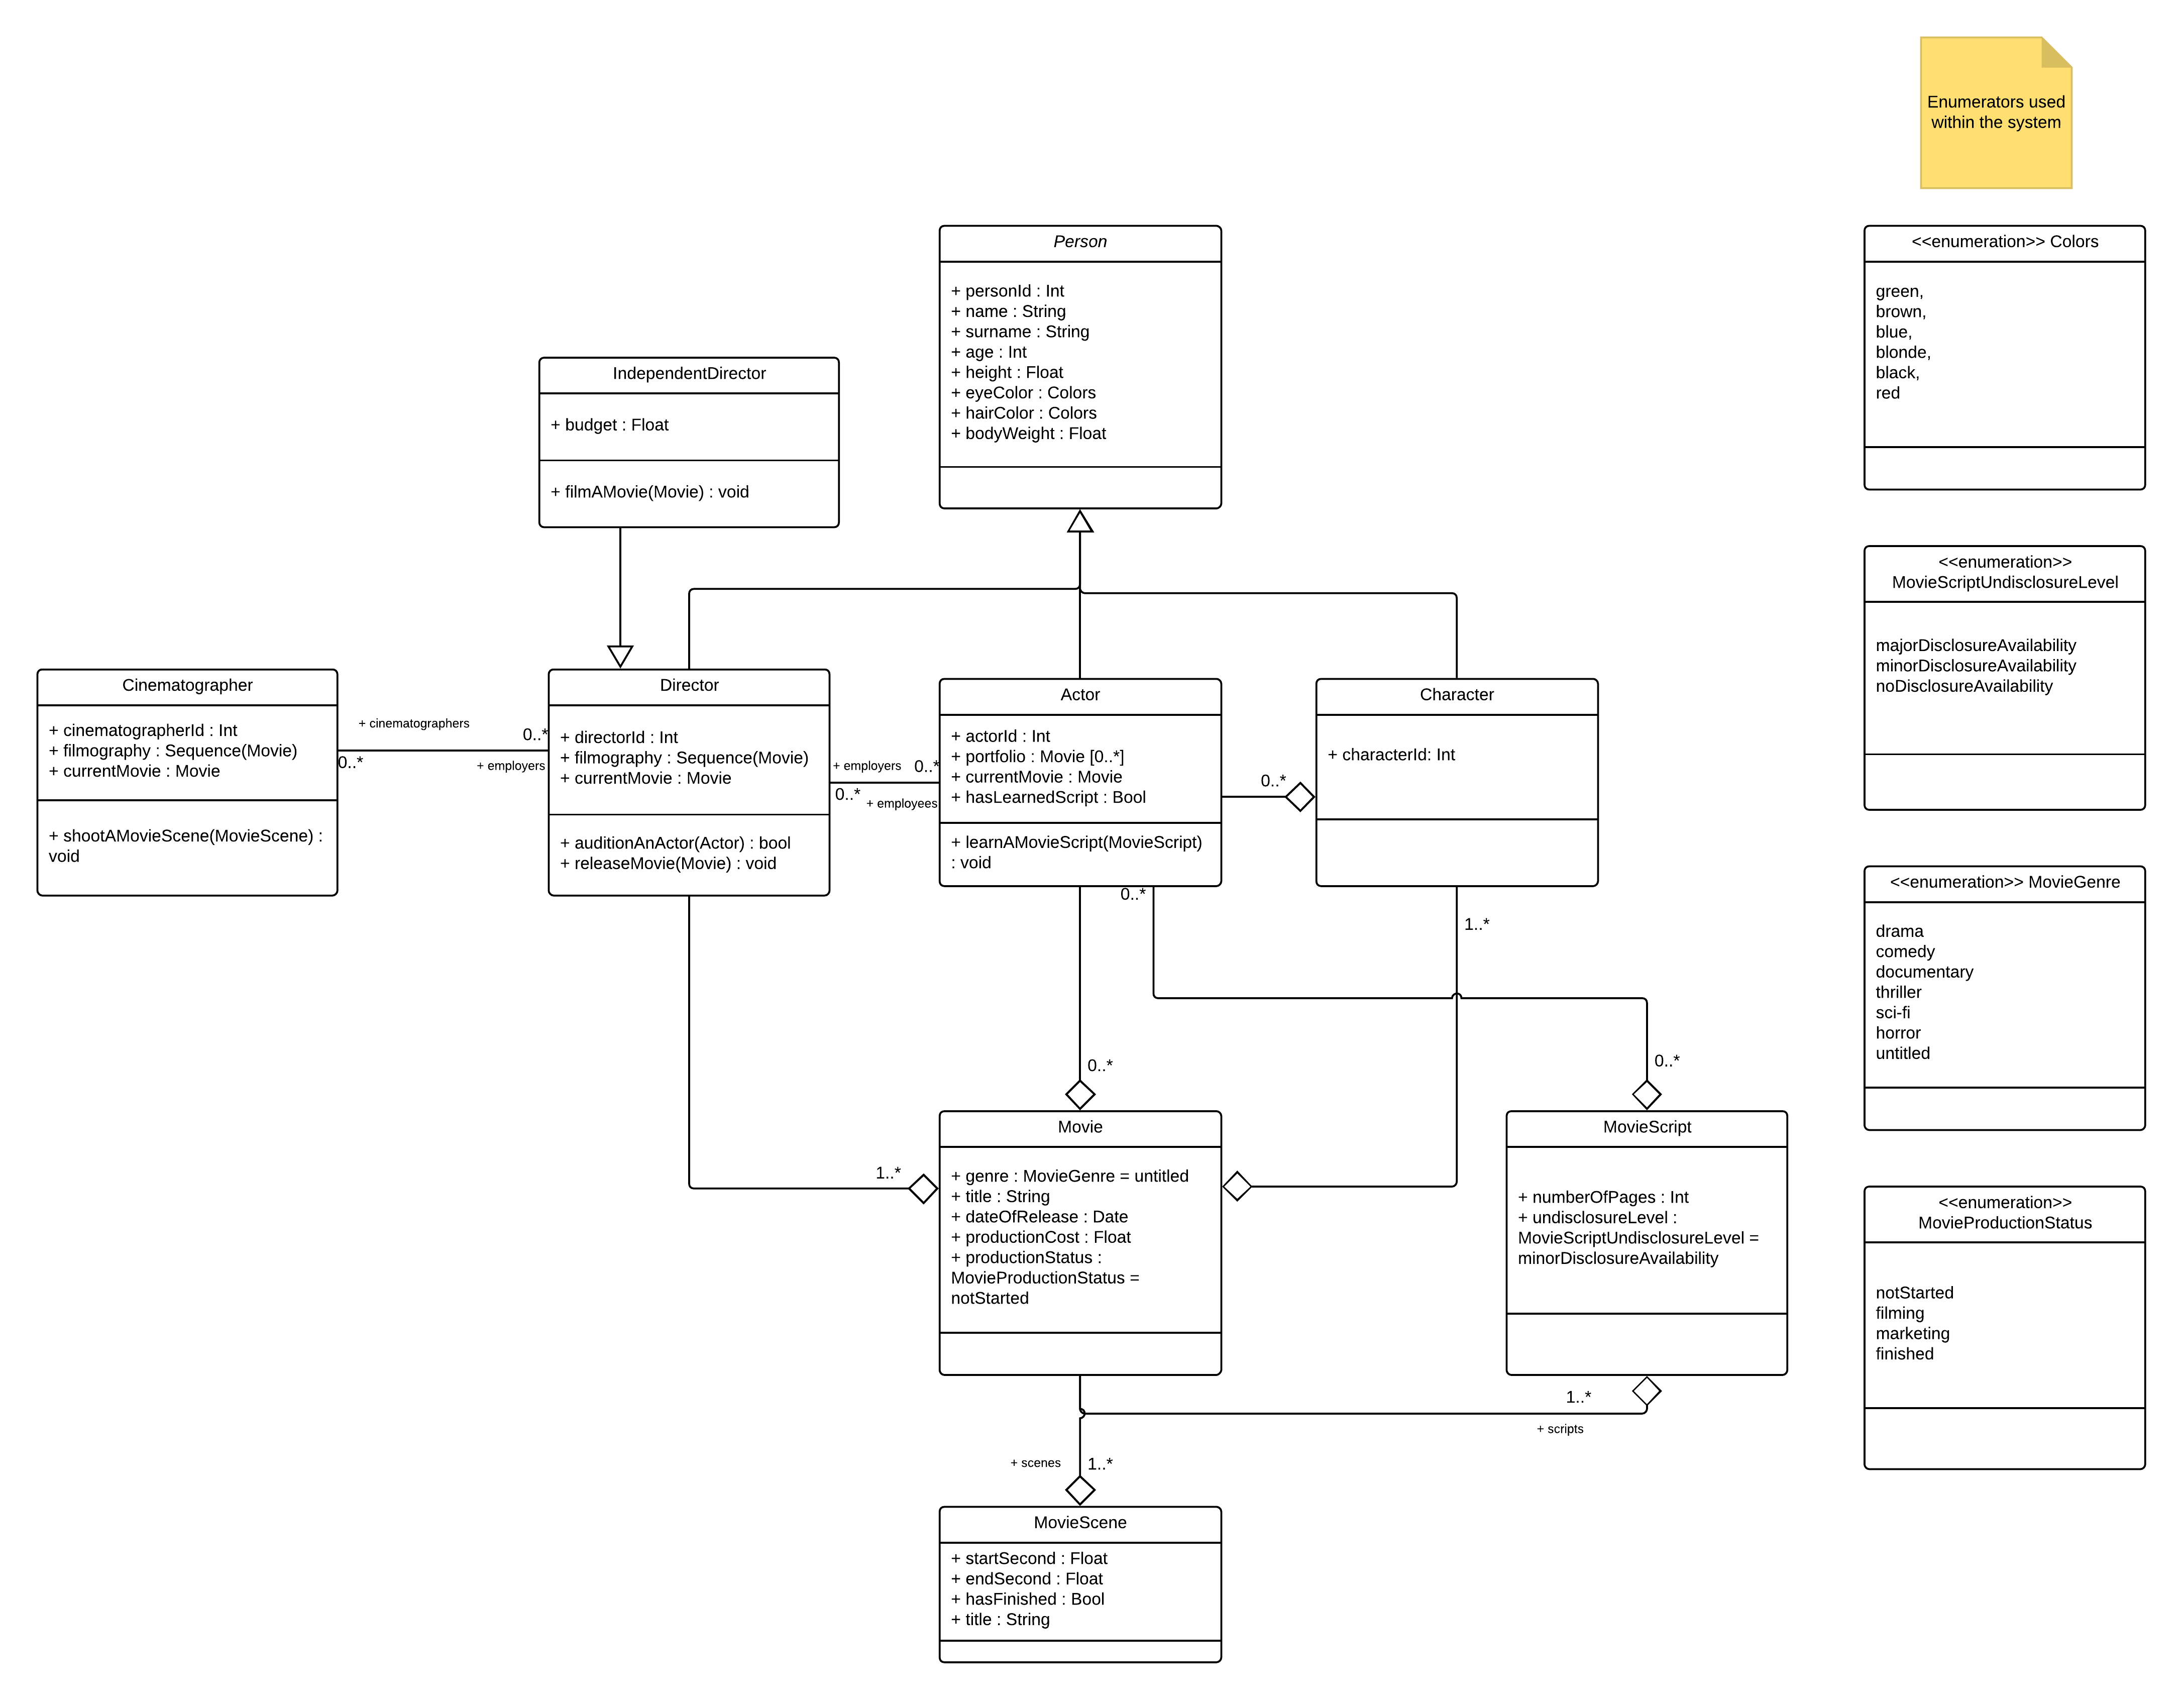 Enumerators used
within the system
Person
+ personId : Int
+ name : String
+ surname : String
+ age : Int
+ height : Float
+ eyeColor : Colors
+ hairColor : Colors
+ bodyWeight : Float
<<enumeration>> Colors
green,
brown,
blue,
blonde,
black,
red
IndependentDirector
+ budget : Float
+ filmAMovie(Movie) : void
<<enumeration>>
MovieScriptUndisclosureLevel
majorDisclosureAvailability
minorDisclosureAvailability
noDisclosureAvailability
Cinematographer
+ cinematographerId : Int
+ filmography : Sequence(Movie)
+ currentMovie : Movie
+ shootAMovieScene(MovieScene) :
void
+ cinematographers
0..*
0..*
+ employers
Director
+ directorId : Int
+ filmography : Sequence(Movie)
+ currentMovie : Movie
+ auditionAnActor(Actor) : bool
+ releaseMovie(Movie) : void
+ employers
0..*
0..*
+ employees
Actor
+ actorId : Int
+ portfolio : Movie [0..*]
+ currentMovie : Movie
+ hasLearnedScript : Bool
+ learnAMovieScript(MovieScript)
: void
0..*
Character
+ characterId: Int
0..*
1..*
<<enumeration>> MovieGenre
drama
comedy
documentary
thriller
sci-fi
horror
untitled
0..*
0..*
1..*
Movie
+ genre : MovieGenre = untitled
+ title : String
+ dateOfRelease : Date
+ productionCost : Float
+ productionStatus :
MovieProductionStatus =
notStarted
MovieScript
+ numberOfPages : Int
+ undisclosureLevel :
MovieScriptUndisclosureLevel =
minorDisclosureAvailability
<<enumeration>>
MovieProductionStatus
notStarted
filming
marketing
finished
1..*
+ scripts
+ scenes
1..*
MovieScene
+ startSecond : Float
+ endSecond : Float
+ hasFinished : Bool
+ title : String